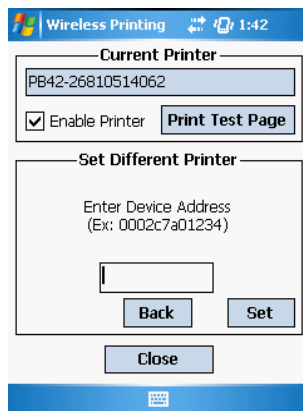 Wireless Printing 1:42
Current Printer
PB42-26810514062
Enable Printer Print Test Page
Set Different Printer
Enter Device Address
(Ex: 0002c7a01234)
Back Set
Close